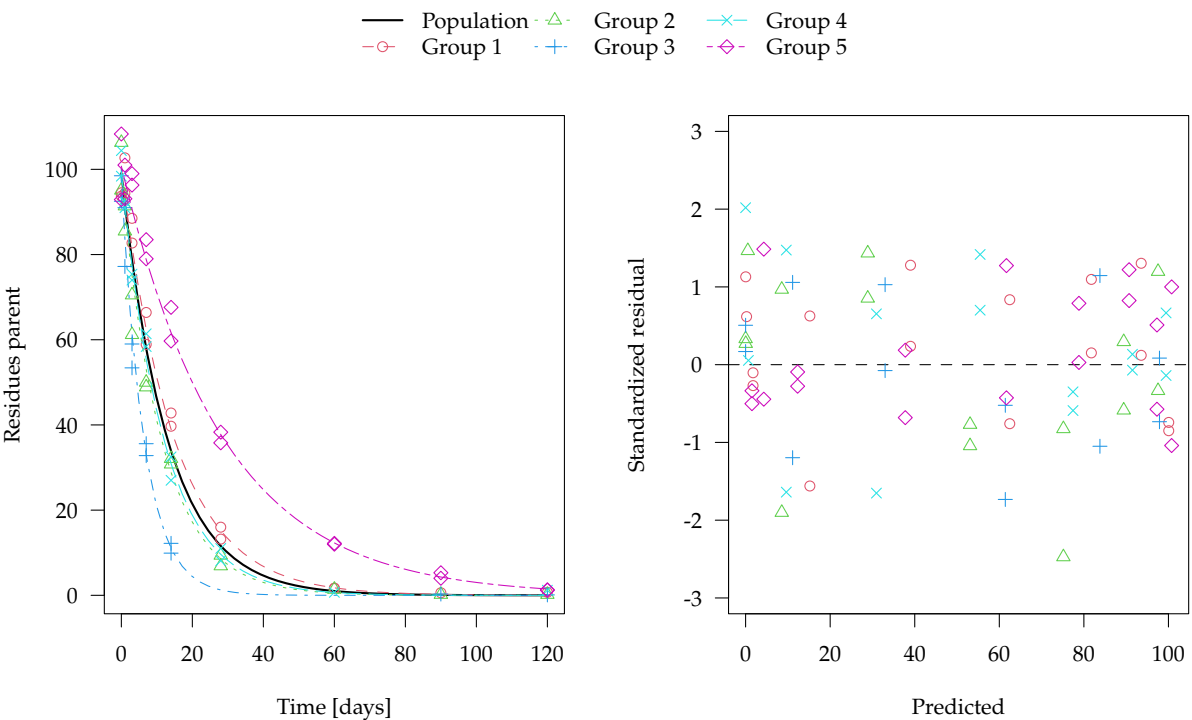 Population Group 2 Group 4
Group 1 Group 3 Group 5
Residues parent
100
80
60
40
20
0
0 20 40 60 80 100 120
Time [days]
Standardized residual
3
2
1
0
-1
-2
-3
0 20 40 60 80 100
Predicted